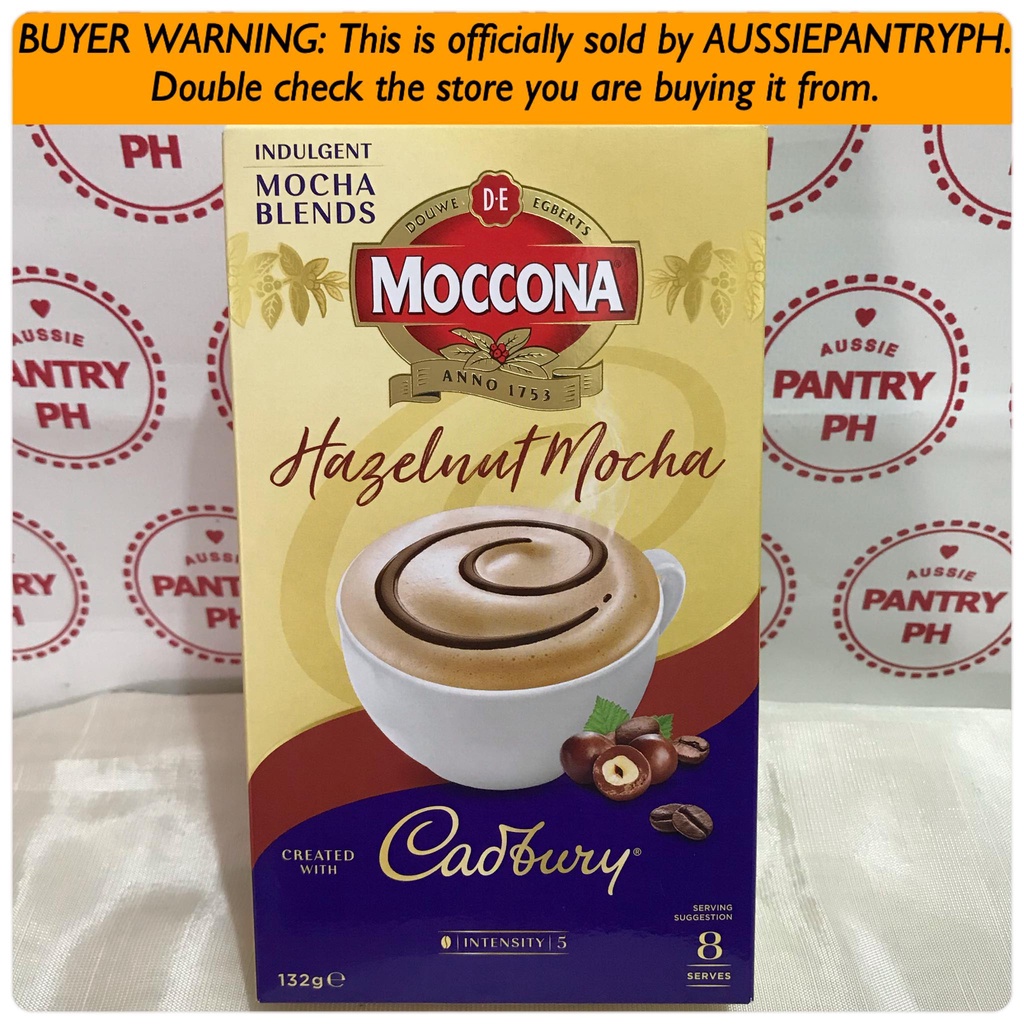 BUYER WARNING: This is officially sold by AUSSIEPANTRYPH.
Double check the store you are buying it from.
PH
INDULGENT
MOCHA
BLENDS
DOUWE D·E EGBERTS
MOCCONA
ANNO 1753
Hazelnut Mocha
CREATED
WITH
Cadbury®
INTENSITY 5
132g℮
SERVING
SUGGESTION
8
SERVES
AUSSIE
PANTRY
PH
AUSSIE
PANTRY
PH
AUSSIE
PANTRY
PH